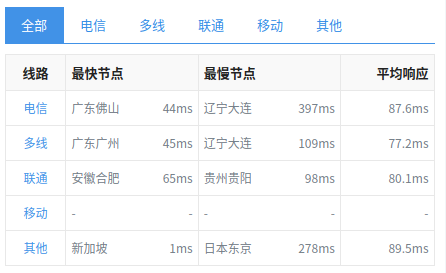 全部 电信 多线 联通 移动 其他
线路 最快节点 最慢节点 平均响应
电信 广东佛山 44ms 辽宁大连 397ms 87.6ms
多线 广东广州 45ms 辽宁大连 109ms 77.2ms
联通 安徽合肥 65ms 贵州贵阳 98ms 80.1ms
移动 - - - - -
其他 新加坡 1ms 日本东京 278ms 89.5ms